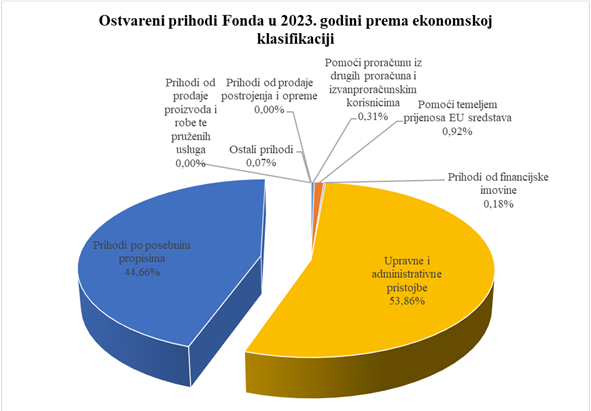 Ostvareni prihodi Fonda u 2023. godini prema ekonomskoj
klasifikaciji
Prihodi od
prodaje
proizvoda i
robe te
pruženih
usluga
0,00%
Prihodi od prodaje
postrojenja i opreme
0,00%
Ostali prihodi
0,07%
Pomoći proračunu iz
drugih proračuna i
izvanproračunskim
korisnicima
0,31%
Pomoći temeljem
prijenosa EU sredstava
0,92%
Prihodi od financijske
imovine
0,18%
Prihodi po posebnim
propisima
44,66%
Upravne i
administrativne
pristojbe
53,86%